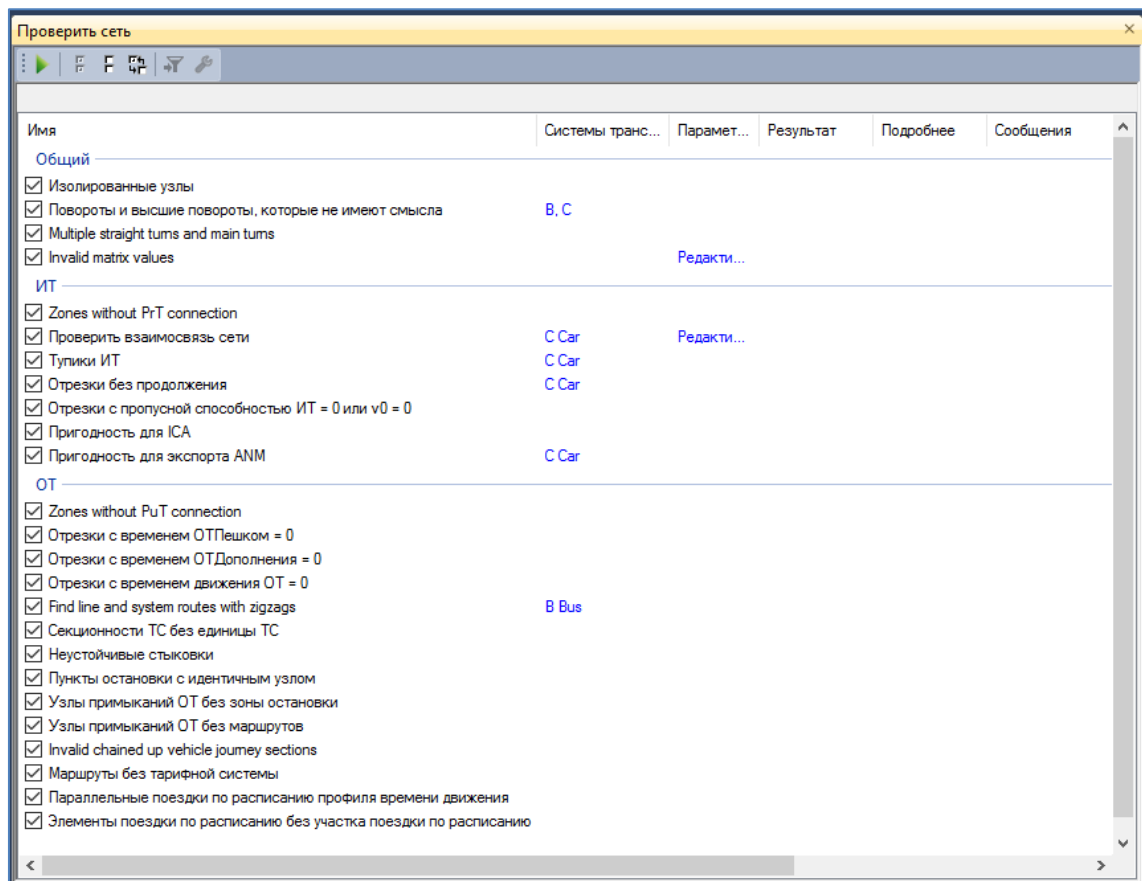 Проверить сеть
Имя Системы транс... Парамет... Результат Подробнее Сообщения
Общий
Изолированные узлы
Повороты и высшие повороты, которые не имеют смысла B, C
Multiple straight turns and main turns
Invalid matrix values Редакти...
ИТ
Zones without PrT connection
Проверить взаимосвязь сети C Car Редакти...
Тупики ИТ C Car
Отрезки без продолжения C Car
Отрезки с пропусной способностью ИТ = 0 или v0 = 0
Пригодность для ICA
Пригодность для экспорта ANM C Car
ОТ
Zones without PuT connection
Отрезки с временем ОТПешком = 0
Отрезки с временем ОТДополнения = 0
Отрезки с временем движения ОТ = 0
Find line and system routes with zigzags B Bus
Секционности ТС без единицы ТС
Неустойчивые стыковки
Пункты остановки с идентичным узлом
Узлы примыканий ОТ без зоны остановки
Узлы примыканий ОТ без маршрутов
Invalid chained up vehicle journey sections
Маршруты без тарифной системы
Параллельные поездки по расписанию профиля времени движения
Элементы поездки по расписанию без участка поездки по расписанию